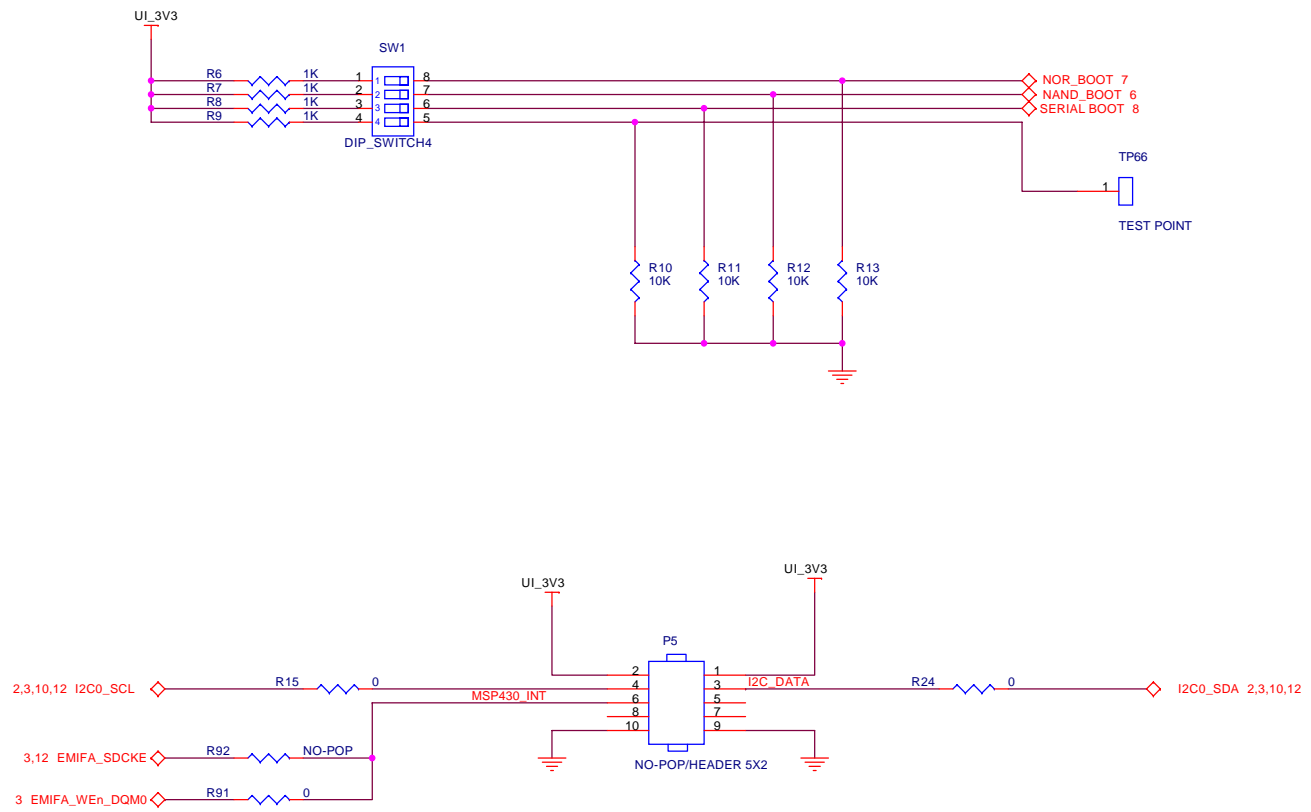 UI_3V3
SW1
R6 1K 1 1 8 NOR_BOOT 7
R7 1K 2 2 7 NAND_BOOT 6
R8 1K 3 3 6 SERIAL BOOT 8
R9 1K 4 4 5
DIP_SWITCH4
TP66
1
TEST POINT
R10 R11 R12 R13
10K 10K 10K 10K
UI_3V3 UI_3V3
P5
2 1
2,3,10,12 I2C0_SCL R15 0 4 3 I2C_DATA R24 0 I2C0_SDA 2,3,10,12
MSP430_INT 6 5
8 7
10 9
3,12 EMIFA_SDCKE R92 NO-POP
NO-POP/HEADER 5X2
3 EMIFA_WEn_DQM0 R91 0